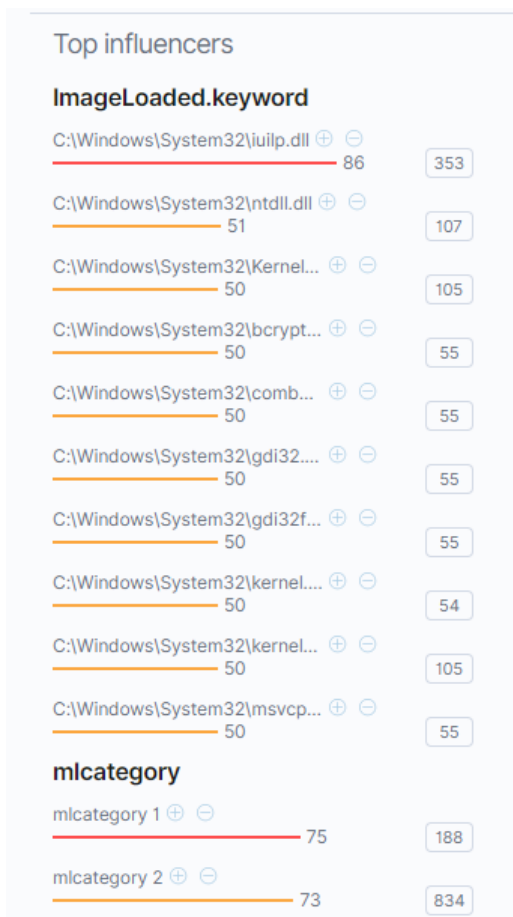 Top influencers
ImageLoaded.keyword
C:\Windows\System32\iuilp.dll
86 353
C:\Windows\System32\ntdll.dll
51 107
C:\Windows\System32\Kernel...
50 105
C:\Windows\System32\bcrypt...
50 55
C:\Windows\System32\comb...
50 55
C:\Windows\System32\gdi32....
50 55
C:\Windows\System32\gdi32f...
50 55
C:\Windows\System32\kernel....
50 54
C:\Windows\System32\kernel...
50 105
C:\Windows\System32\msvcp...
50 55
mlcategory
mlcategory 1
75 188
mlcategory 2
73 834